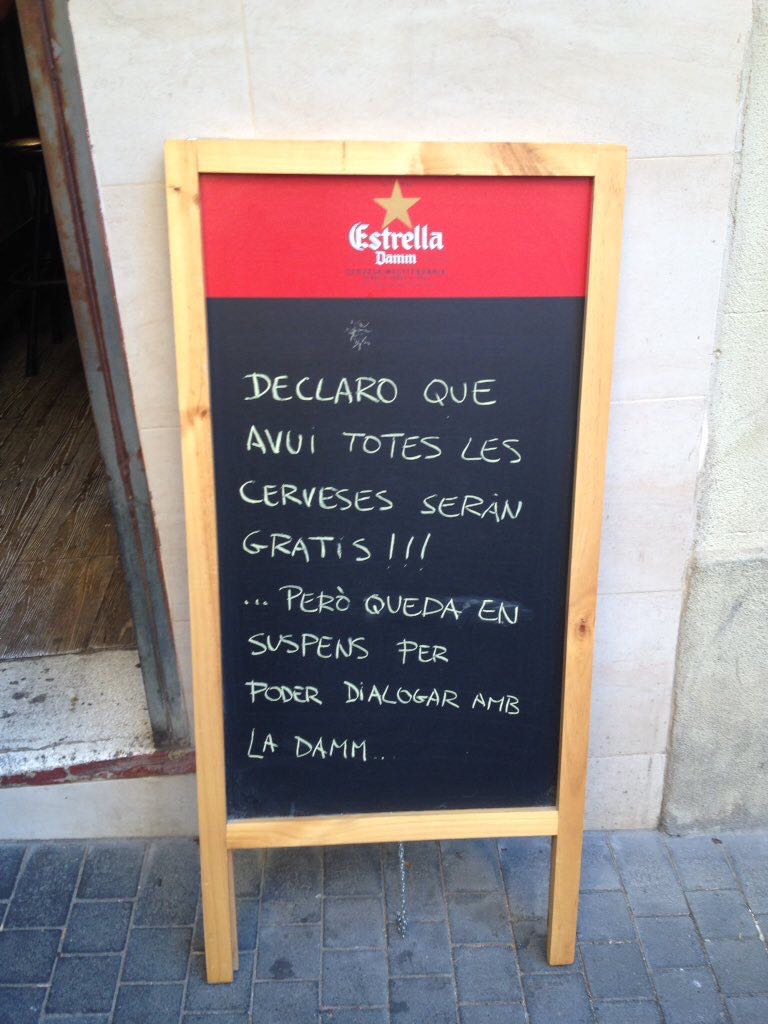 Estrella
Damm
DECLARO QUE
AVUI TOTES LES
CERVESES SERÀN
GRATIS!!!
... PERÒ QUEDA EN
SUSPENS PER
PODER DIALOGAR AMB
LA DAMM...